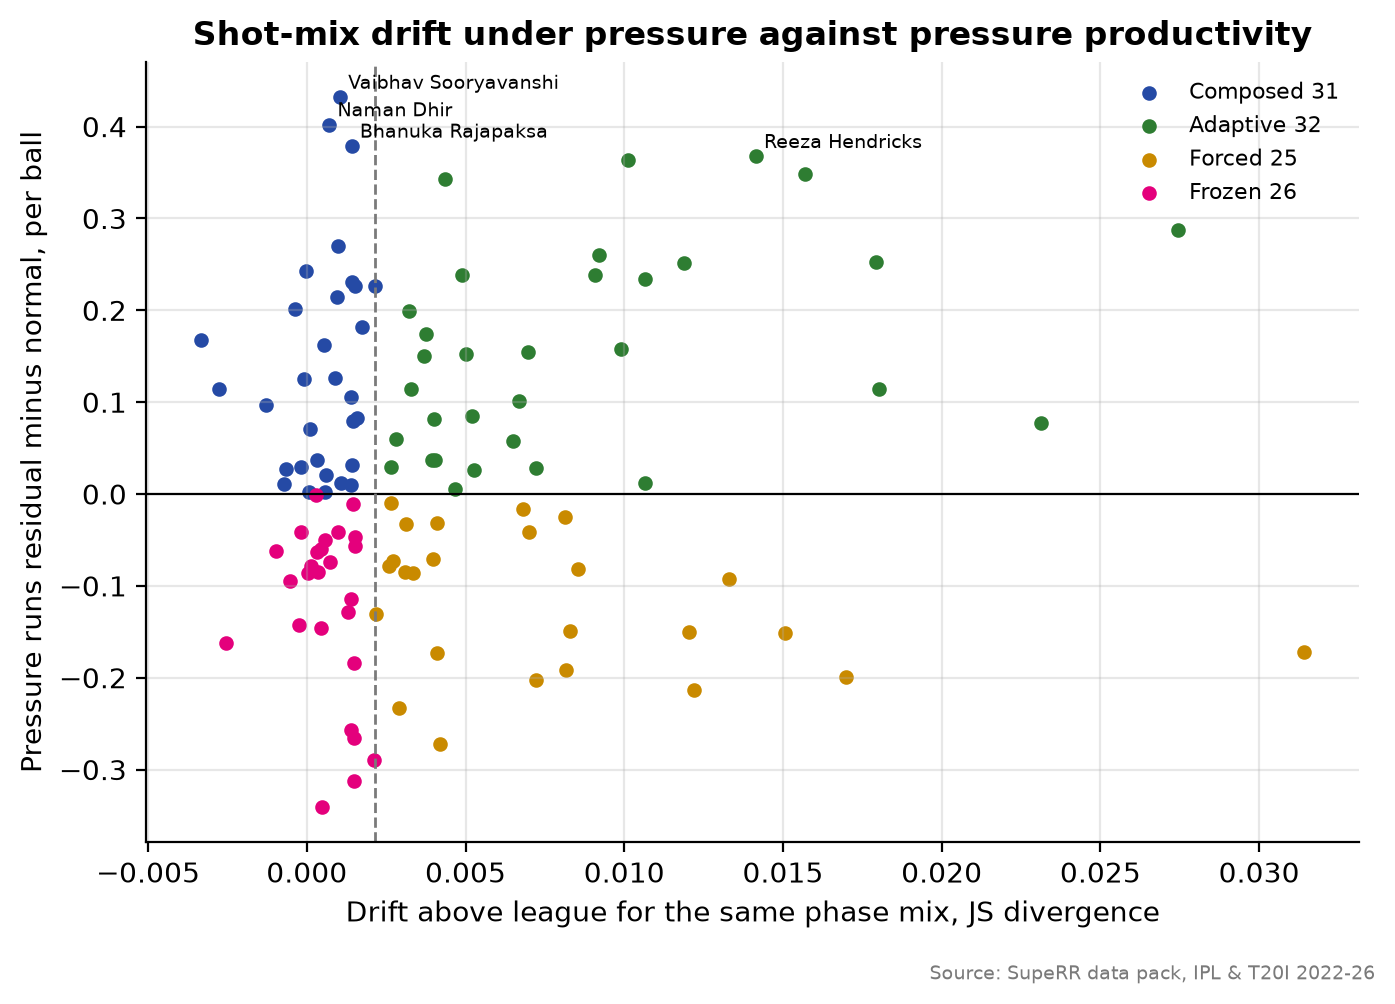 Shot-mix drift under pressure against pressure productivity
Vaibhav Sooryavanshi
Naman Dhir
Bhanuka Rajapaksa
Reeza Hendricks
Composed 31
Adaptive 32
Forced 25
Frozen 26
Pressure runs residual minus normal, per ball
0.4
0.3
0.2
0.1
0.0
−0.1
−0.2
−0.3
−0.005 0.000 0.005 0.010 0.015 0.020 0.025 0.030
Drift above league for the same phase mix, JS divergence
Source: SupeRR data pack, IPL & T20I 2022-26